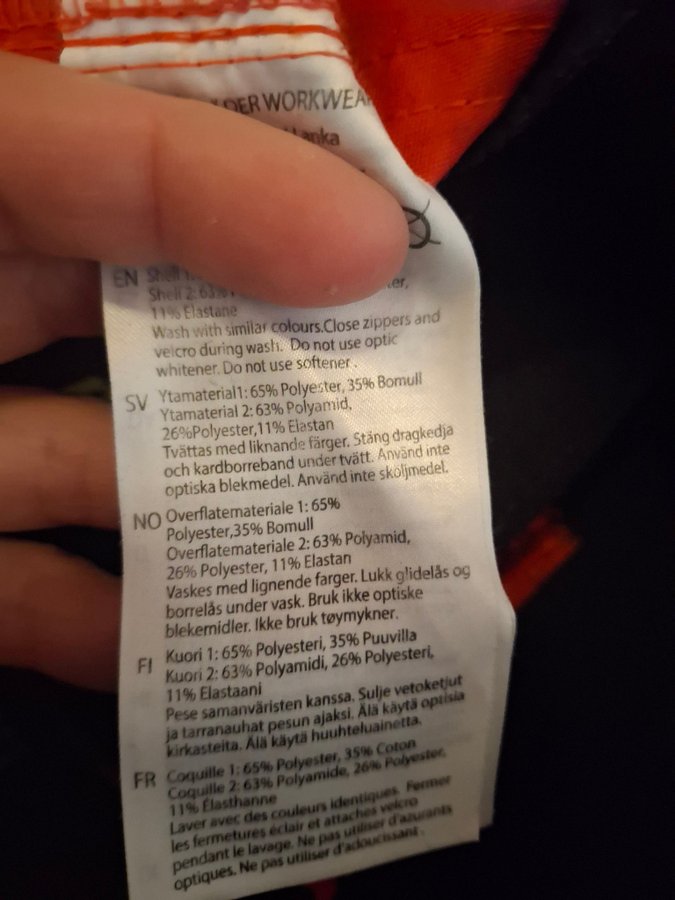 DER WORKWEA
Lanka
EN Shell 1:
Shell 2: 63%
11% Elastane
Wash with similar colours.Close zippers and
velcro during wash. Do not use optic
whitener. Do not use softener.
SV Ytamaterial1: 65% Polyester, 35% Bomull
Ytamaterial 2: 63% Polyamid,
26%Polyester,11% Elastan
Tvättas med liknande färger. Stäng dragkedja
och kardborreband under tvätt. Använd inte
optiska blekmedel. Använd inte sköljmedel.
NO Overflatemateriale 1: 65%
Polyester,35% Bomull
Overflatemateriale 2: 63% Polyamid,
26% Polyester, 11% Elastan
Vaskes med lignende farger. Lukk glidelås og
borrelås under vask. Bruk ikke optiske
blekemidler. Ikke bruk tøymykner.
FI Kuori 1: 65% Polyesteri, 35% Puuvilla
Kuori 2: 63% Polyamidi, 26% Polyesteri,
11% Elastaani
Pese samanväristen kanssa. Sulje vetoketjut
ja tarranauhat pesun ajaksi. Älä käytä optisia
kirkasteita. Älä käytä huuhteluainetta.
FR Coquille 1: 65% Polyester, 35% Coton
Coquille 2: 63% Polyamide, 26% Polyester,
11% Élasthanne
Laver avec des couleurs identiques. Fermer
les fermetures éclair et attaches velcro
pendant le lavage. Ne pas utiliser d'azurants
optiques. Ne pas utiliser d'adoucissant.